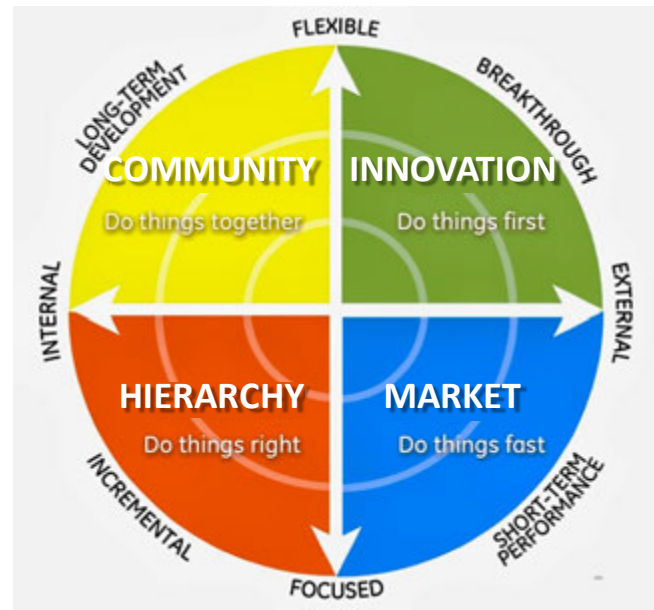 FLEXIBLE
LONG-TERM
DEVELOPMENT
BREAKTHROUGH
COMMUNITY
Do things together
INNOVATION
Do things first
INTERNAL
EXTERNAL
HIERARCHY
Do things right
MARKET
Do things fast
INCREMENTAL
SHORT-TERM
PERFORMANCE
FOCUSED